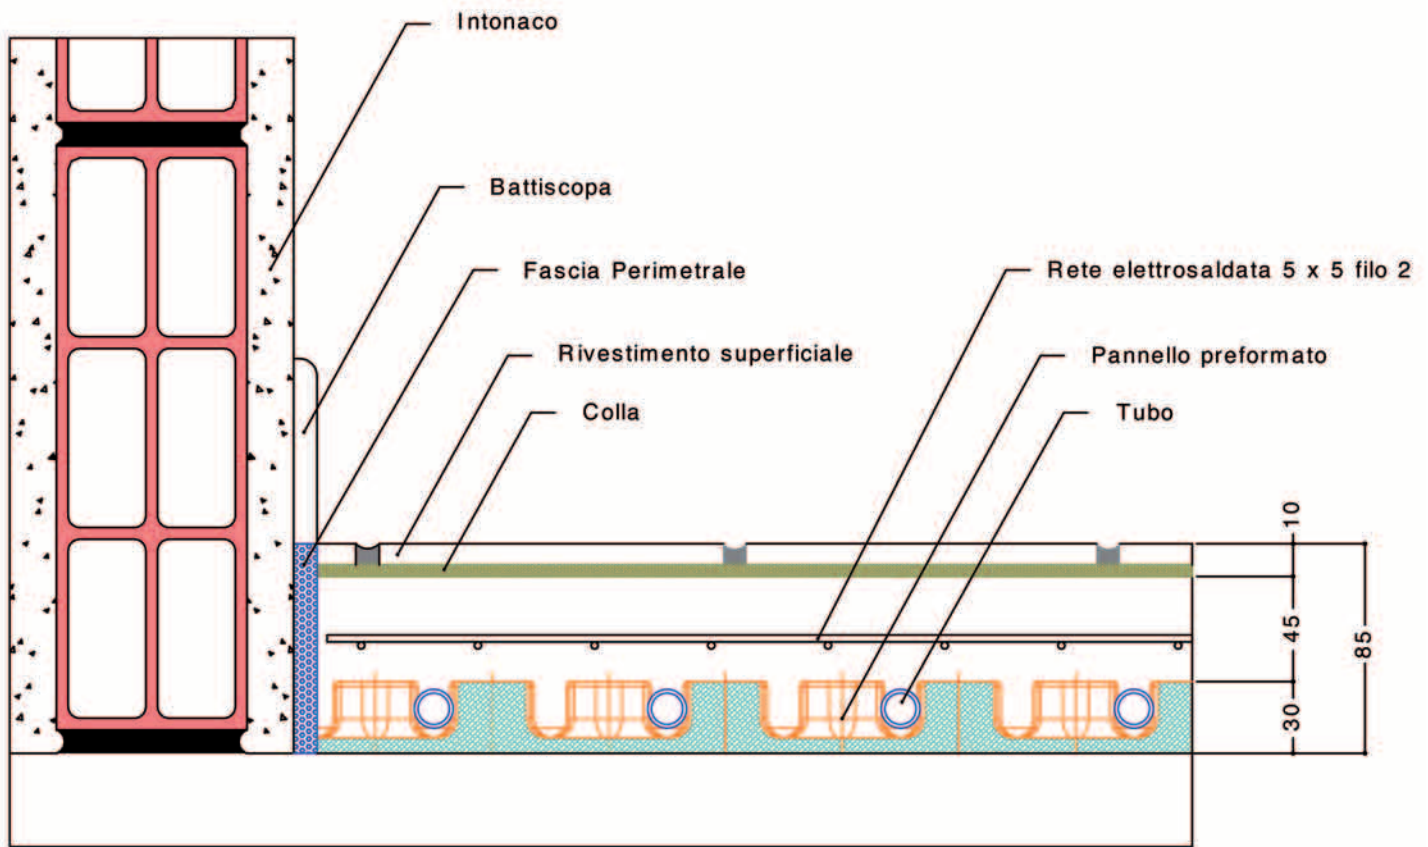 Intonaco
Battiscopa
Fascia Perimetrale
Rete elettrosaldata 5 x 5 filo 2
Rivestimento superficiale
Pannello preformato
Colla
Tubo
10
45
85
30